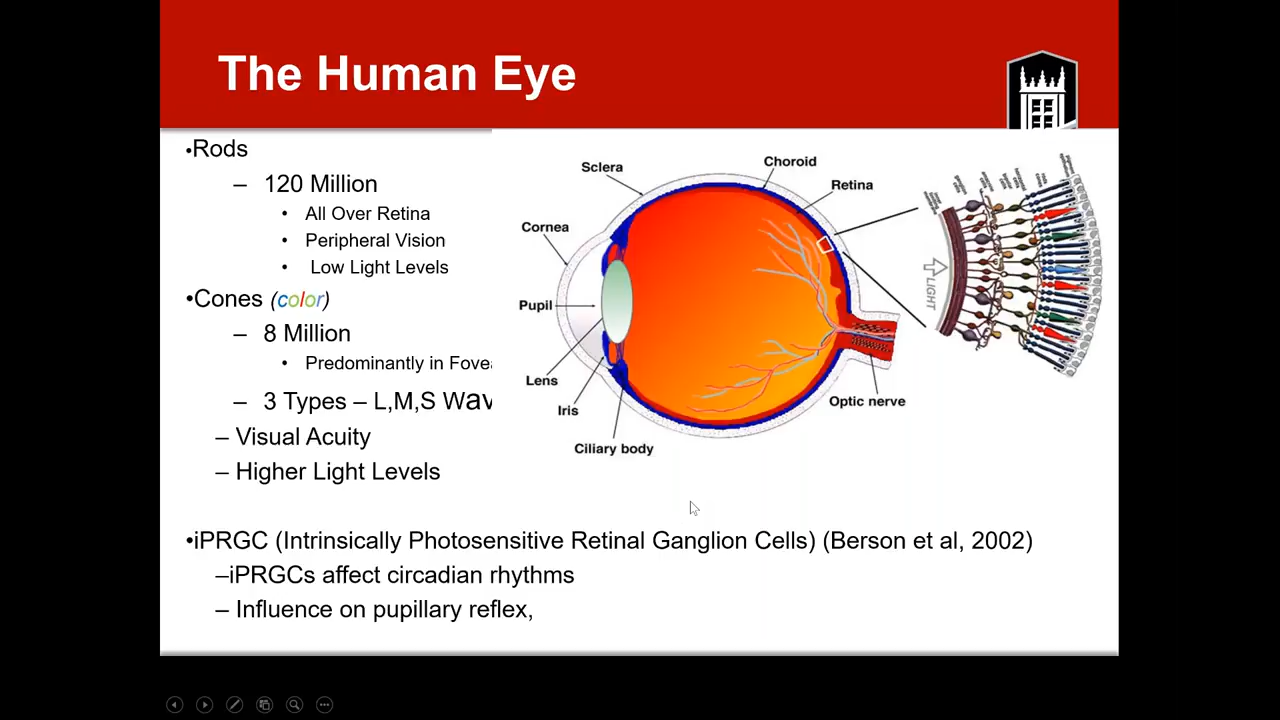 The Human Eye
•Rods
– 120 Million
• All Over Retina
• Peripheral Vision
• Low Light Levels
•Cones (color)
– 8 Million
• Predominantly in Fovea
– 3 Types – L,M,S Wav
– Visual Acuity
– Higher Light Levels
Sclera
Choroid
Retina
Cornea
Pupil
Lens
Iris
Ciliary body
Optic nerve
LIGHT
•iPRGC (Intrinsically Photosensitive Retinal Ganglion Cells) (Berson et al, 2002)
–iPRGCs affect circadian rhythms
– Influence on pupillary reflex,